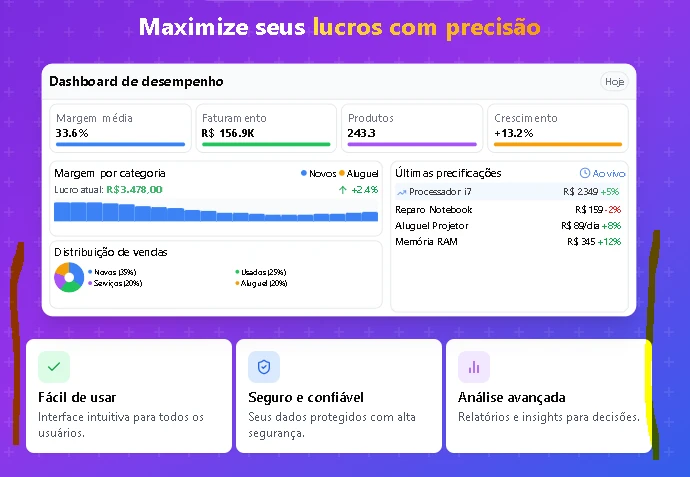 Maximize seus lucros com precisão
Dashboard de desempenho
Hoje
Margem média
33.6%
Faturamento
R$ 156.9K
Produtos
243.3
Crescimento
+13.2%
Margem por categoria
Novos
Aluguel
Lucro atual: R$3.478,00
+2.4%
Distribuição de vendas
Novos (35%)
Usados (25%)
Serviços (20%)
Aluguel (20%)
Últimas precificações
Ao vivo
Processador i7 R$ 2349 +5%
Reparo Notebook R$ 159 -2%
Aluguel Projetor R$ 89/dia +8%
Memória RAM R$ 345 +12%
Fácil de usar
Interface intuitiva para todos os
usuários.
Seguro e confiável
Seus dados protegidos com alta
segurança.
Análise avançada
Relatórios e insights para decisões.